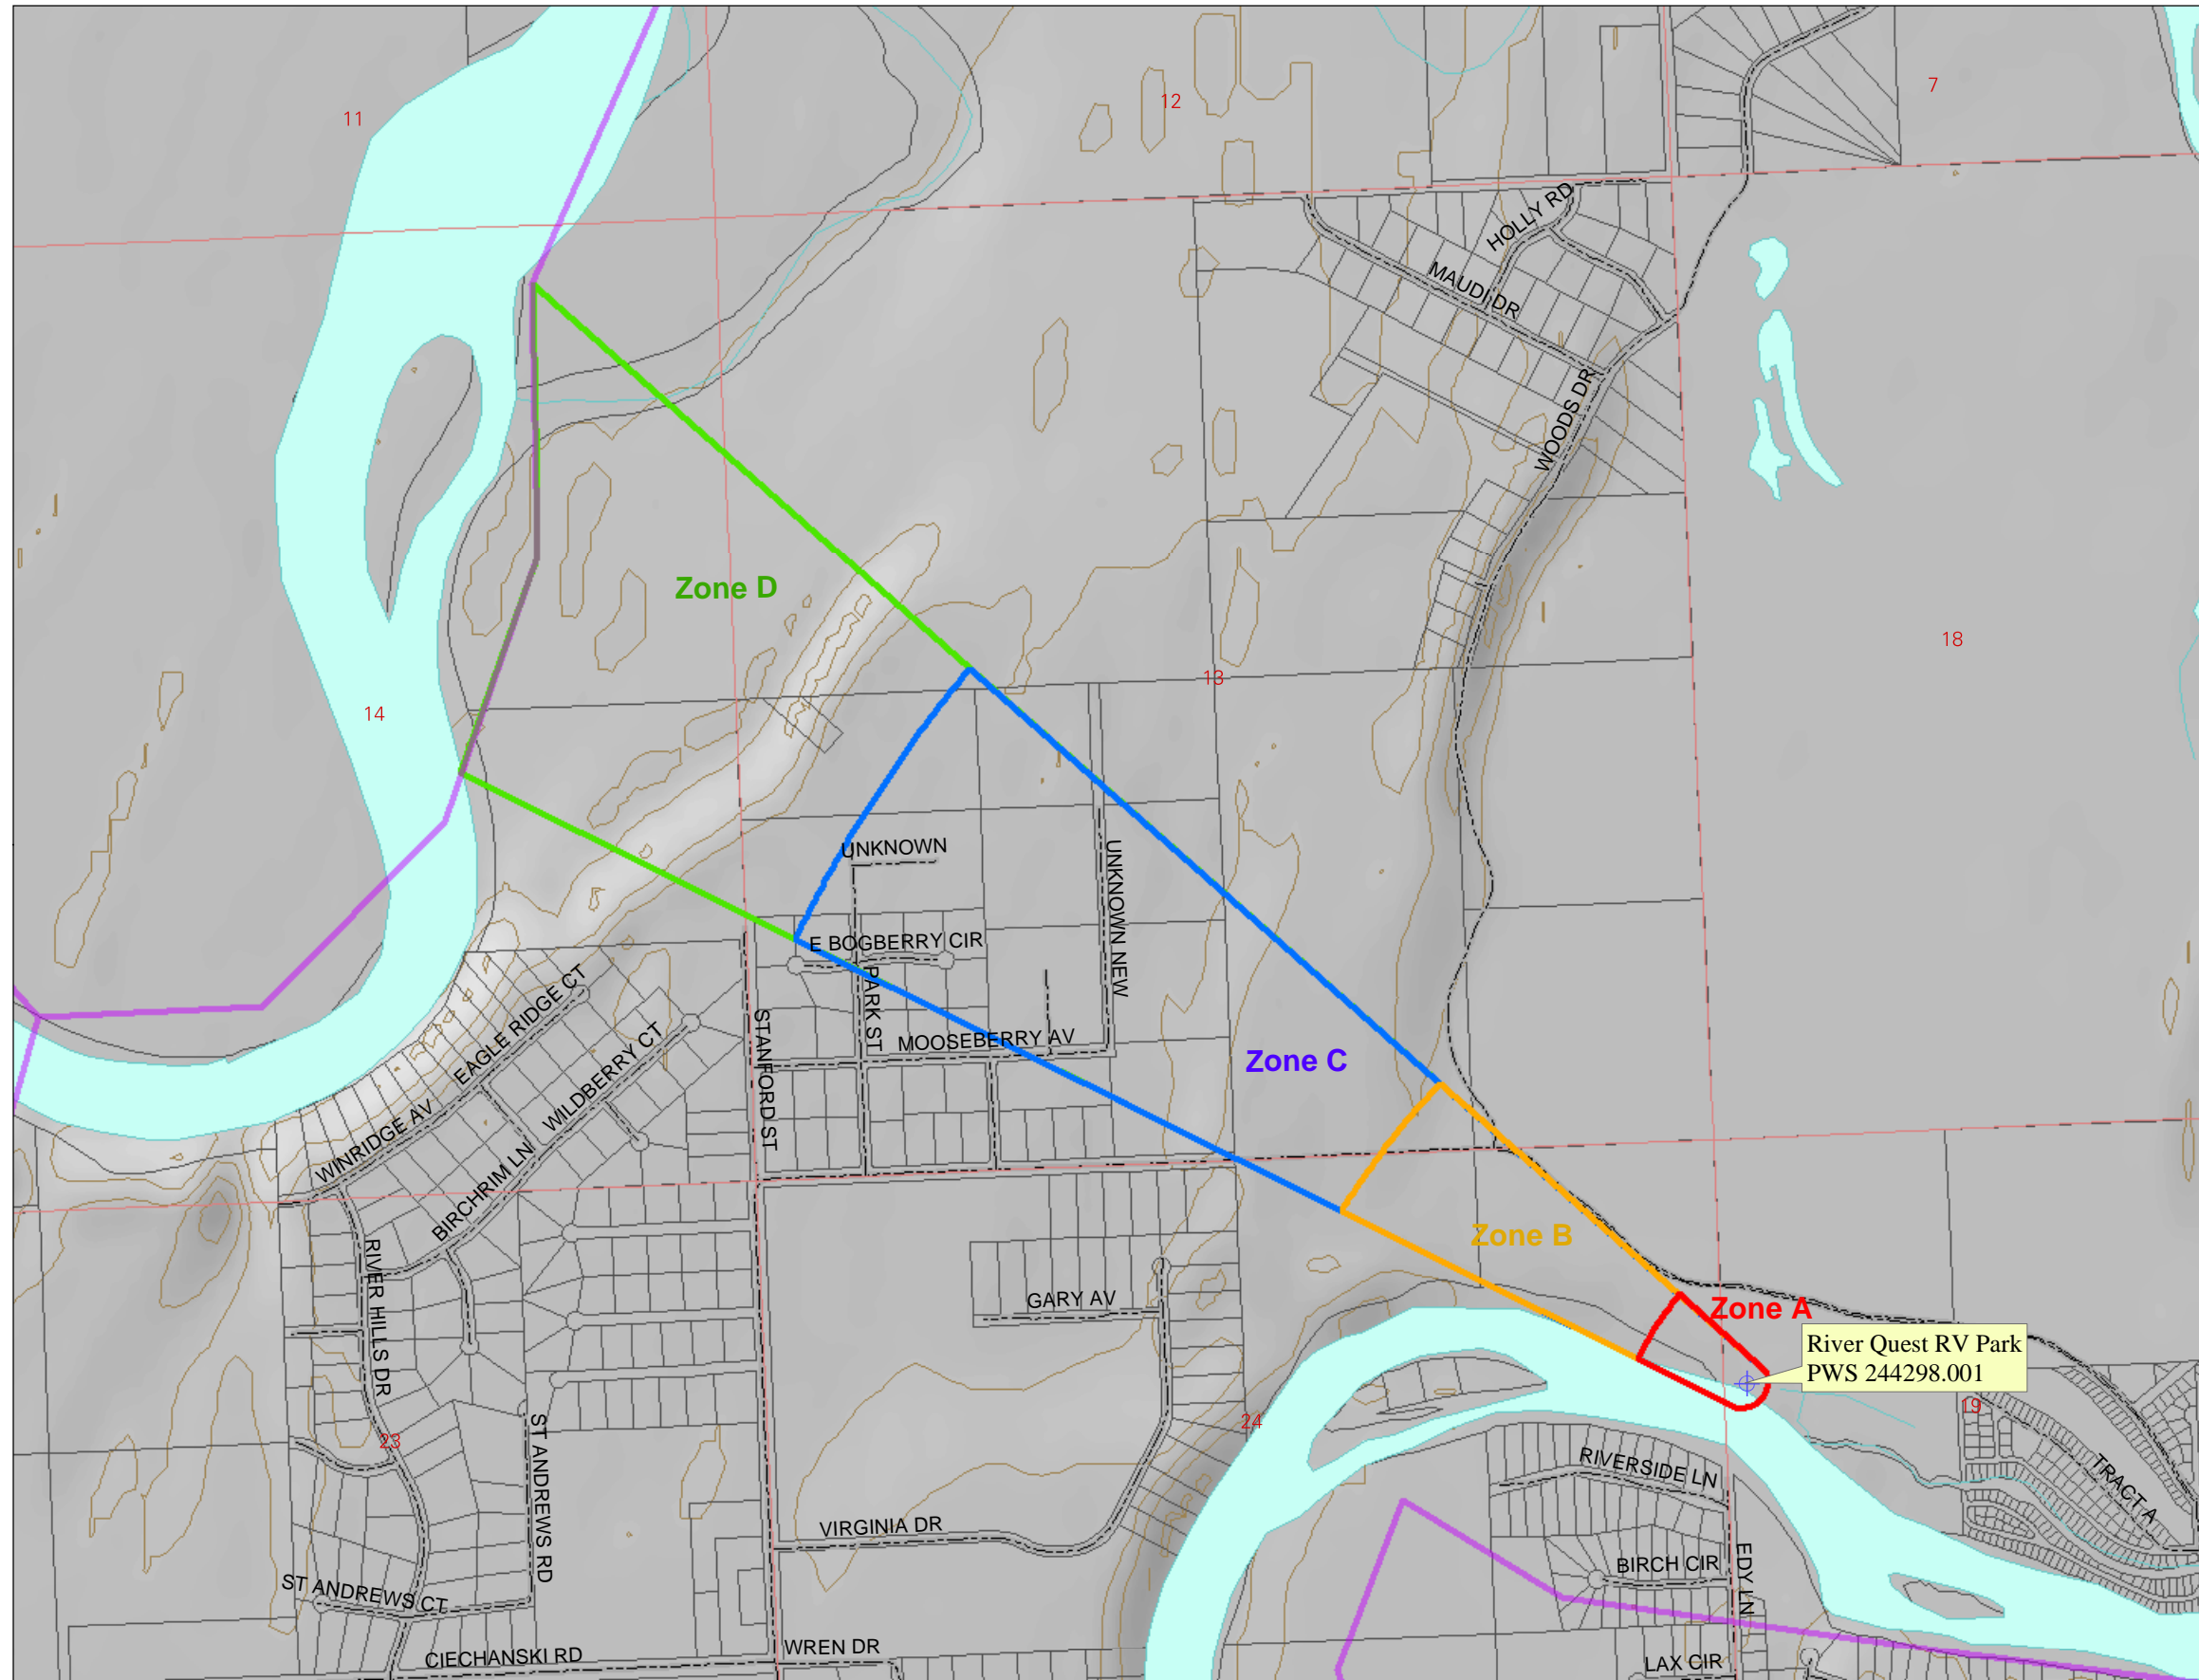 7
12
11
HOLLY RD
MAUDI DR
WOODS DR
Zone D
18
13
14
UNKNOWN
UNKNOWN NEW
E BOGBERRY CIR
PARK ST
EAGLE RIDGE CT
WILDBERRY CT
MOOSEBERRY AV
STANFORD ST
Zone C
WINRIDGE AV
BIRCHRIM LN
Zone B
RIVER HILLS DR
GARY AV
Zone A
River Quest RV Park
PWS 244298.001
19
24
23
ST ANDREWS RD
RIVERSIDE LN
TRACT A
VIRGINIA DR
BIRCH CIR
EDY LN
ST ANDREWS CT
WREN DR
CIECHANSKI RD
LAX CIR